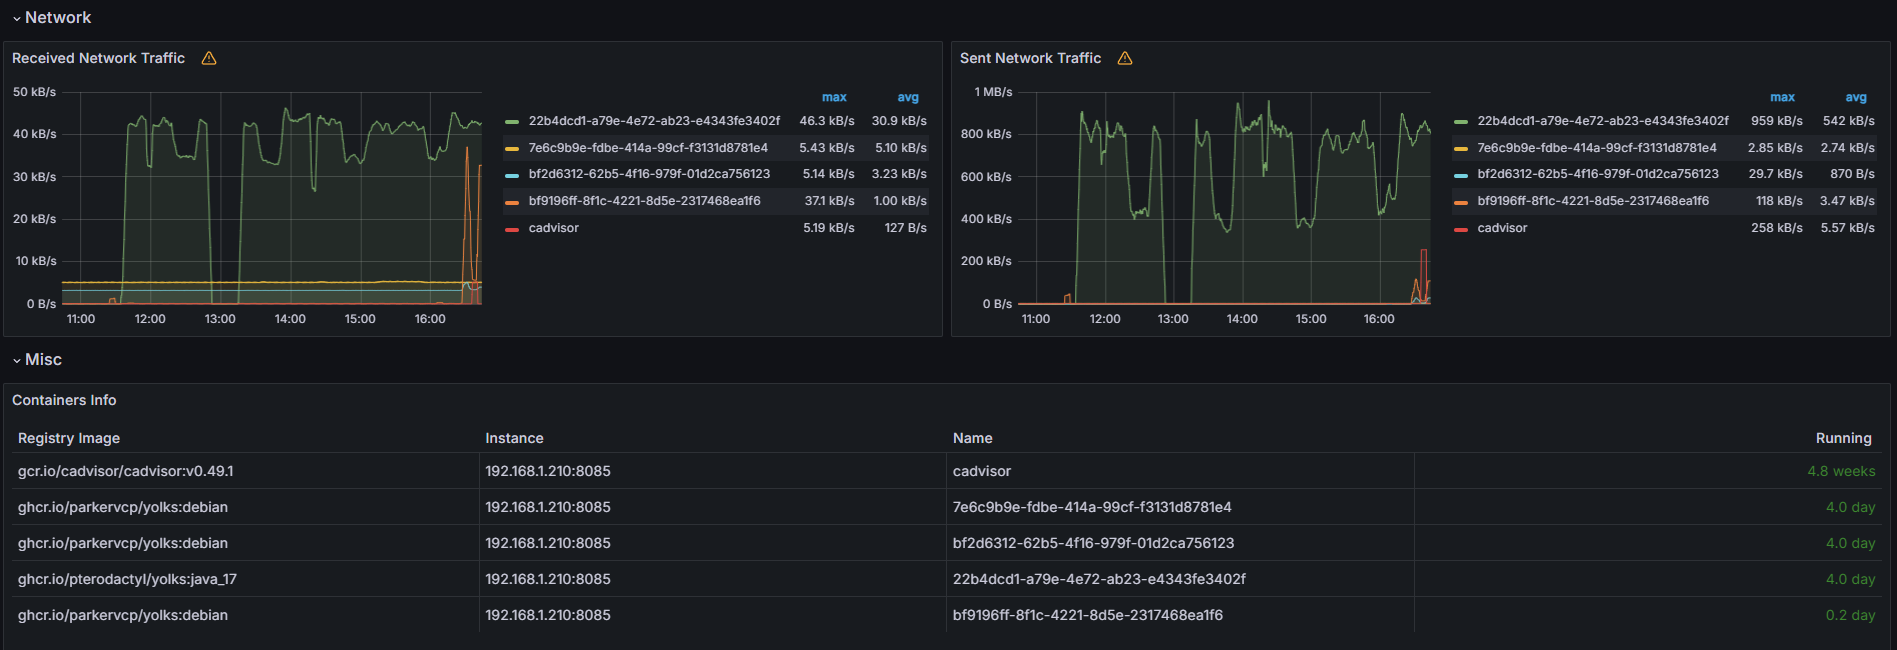 Network
Received Network Traffic
50 kB/s
40 kB/s
30 kB/s
20 kB/s
10 kB/s
0 B/s
11:00 12:00 13:00 14:00 15:00 16:00
max avg
22b4dcd1-a79e-4e72-ab23-e4343fe3402f 46.3 kB/s 30.9 kB/s
7e6c9b9e-fdbe-414a-99cf-f3131d8781e4 5.43 kB/s 5.10 kB/s
bf2d6312-62b5-4f16-979f-01d2ca756123 5.14 kB/s 3.23 kB/s
bf9196ff-8f1c-4221-8d5e-2317468ea1f6 37.1 kB/s 1.00 kB/s
cadvisor 5.19 kB/s 127 B/s
Sent Network Traffic
1 MB/s
800 kB/s
600 kB/s
400 kB/s
200 kB/s
0 B/s
11:00 12:00 13:00 14:00 15:00 16:00
max avg
22b4dcd1-a79e-4e72-ab23-e4343fe3402f 959 kB/s 542 kB/s
7e6c9b9e-fdbe-414a-99cf-f3131d8781e4 2.85 kB/s 2.74 kB/s
bf2d6312-62b5-4f16-979f-01d2ca756123 29.7 kB/s 870 B/s
bf9196ff-8f1c-4221-8d5e-2317468ea1f6 118 kB/s 3.47 kB/s
cadvisor 258 kB/s 5.57 kB/s
Misc
Containers Info
Registry Image Instance Name Running
gcr.io/cadvisor/cadvisor:v0.49.1 192.168.1.210:8085 cadvisor 4.8 weeks
ghcr.io/parkervcp/yolks:debian 192.168.1.210:8085 7e6c9b9e-fdbe-414a-99cf-f3131d8781e4 4.0 day
ghcr.io/parkervcp/yolks:debian 192.168.1.210:8085 bf2d6312-62b5-4f16-979f-01d2ca756123 4.0 day
ghcr.io/pterodactyl/yolks:java_17 192.168.1.210:8085 22b4dcd1-a79e-4e72-ab23-e4343fe3402f 4.0 day
ghcr.io/parkervcp/yolks:debian 192.168.1.210:8085 bf9196ff-8f1c-4221-8d5e-2317468ea1f6 0.2 day